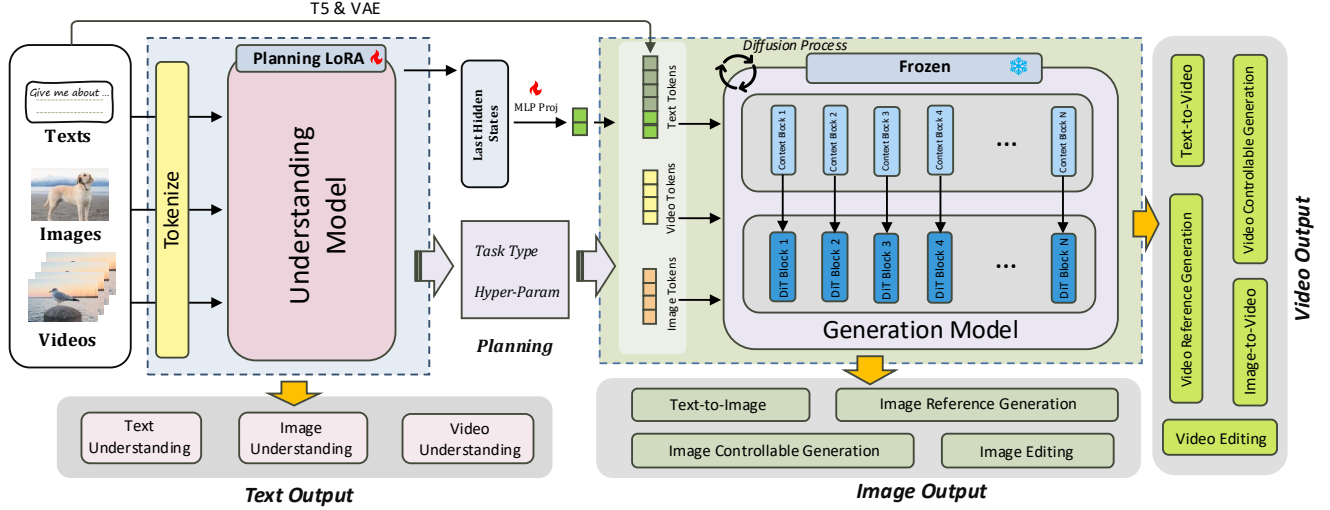 T5 & VAE
Give me about ...
Texts
Images
Videos
Tokenize
Planning LoRA
Understanding
Model
Last Hidden
States
MLP Proj
Task Type
Hyper-Param
Planning
Text Tokens
Video Tokens
Image Tokens
Diffusion Process
Frozen
Context Block 1
Context Block 2
Context Block 3
Context Block 4
...
Context Block N
DiT Block 1
DiT Block 2
DiT Block 3
DiT Block 4
...
DiT Block N
Generation Model
Text
Understanding
Image
Understanding
Video
Understanding
Text Output
Text-to-Image
Image Reference Generation
Image Controllable Generation
Image Editing
Image Output
Text-to-Video
Video Controllable Generation
Video Reference Generation
Image-to-Video
Video Editing
Video Output